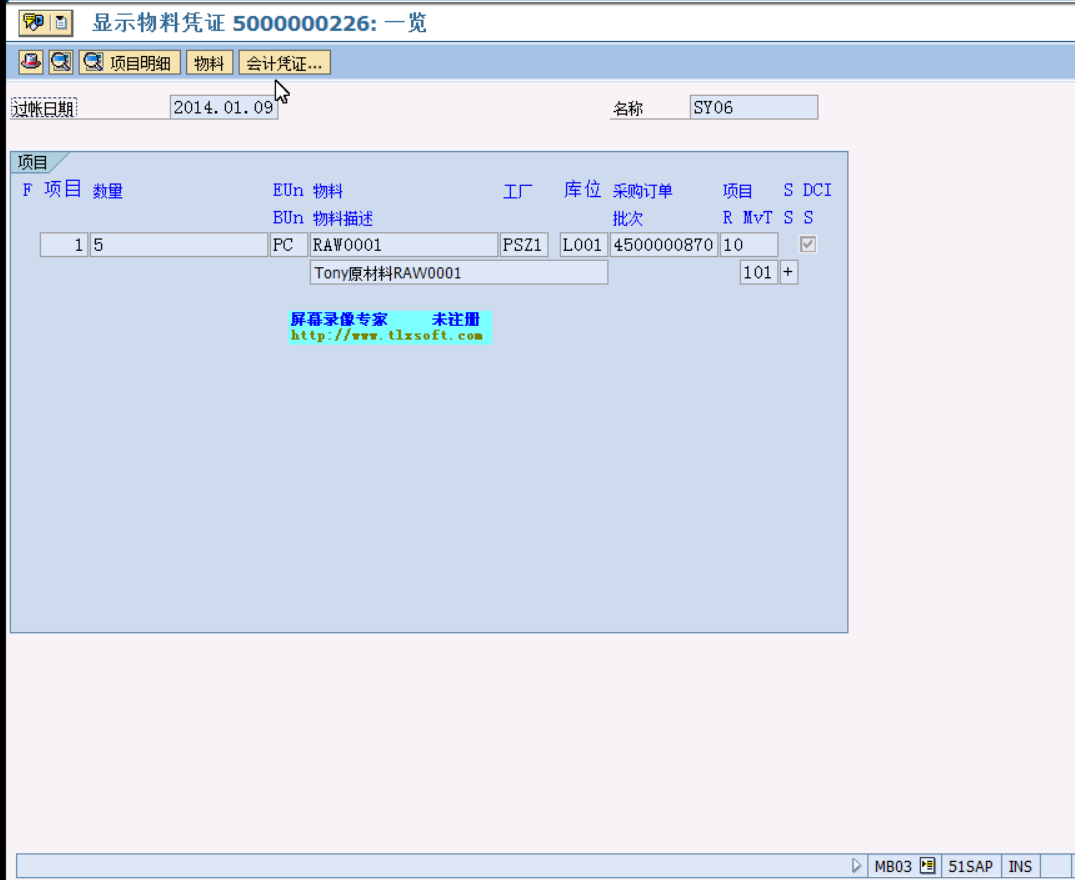 显示物料凭证 5000000226: 一览
项目明细 物料 会计凭证...
过帐日期 2014.01.09 名称 SY06
项目
F 项目 数量 EUn 物料 工厂 库位 采购订单 项目 S DCI
BUn 物料描述 批次 R MvT S S
1 5 PC RAW0001 PSZ1 L001 4500000870 10
Tony原材料RAW0001 101 +
屏幕录像专家 未注册
http://www.tlxsoft.com
MB03 51SAP INS